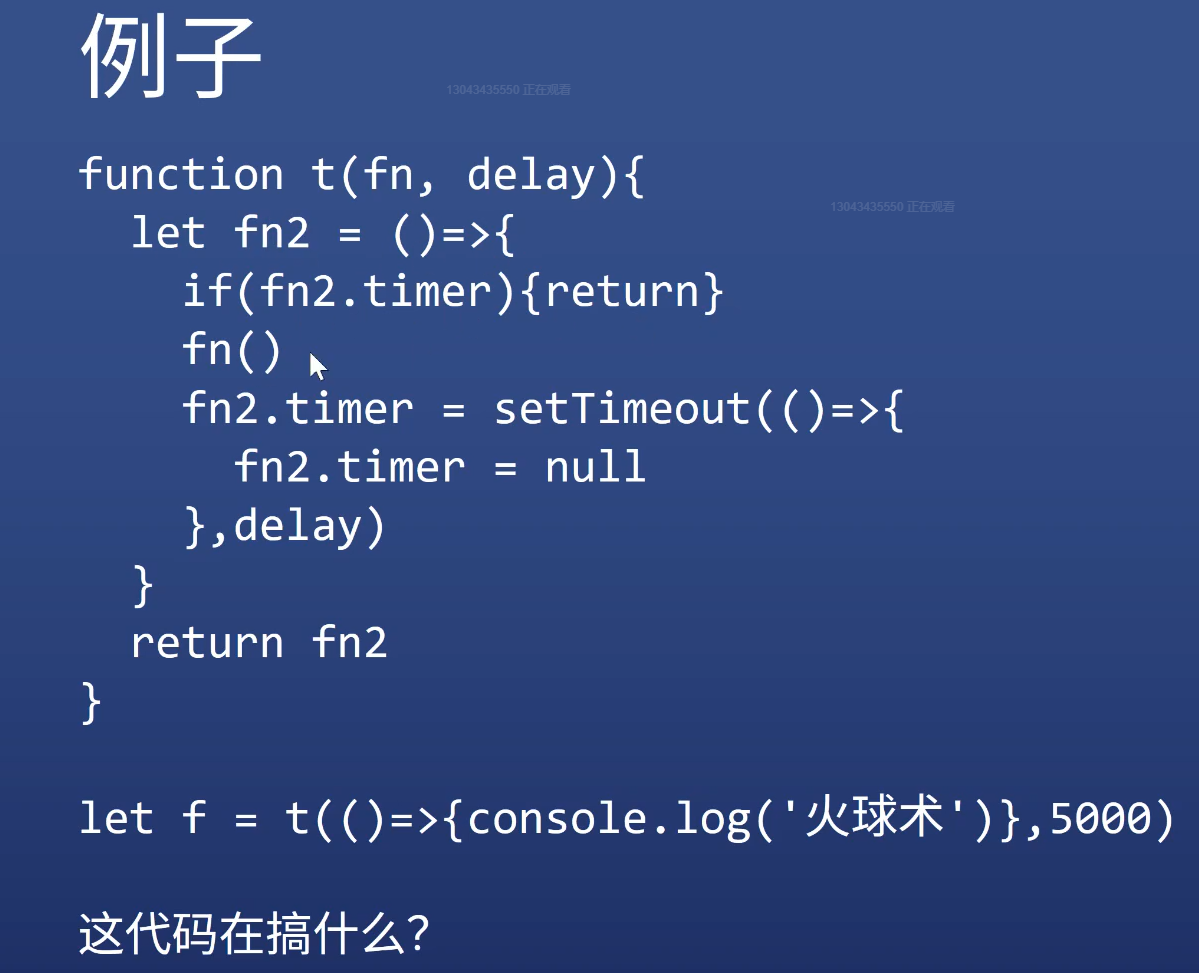 例子
13043435550 正在观看
function t(fn, delay){
13043435550 正在观看
  let fn2 = ()=>{
    if(fn2.timer){return}
    fn()
    fn2.timer = setTimeout(()=>{
      fn2.timer = null
    },delay)
  }
  return fn2
}
let f = t(()=>{console.log('火球术')},5000)
这代码在搞什么？